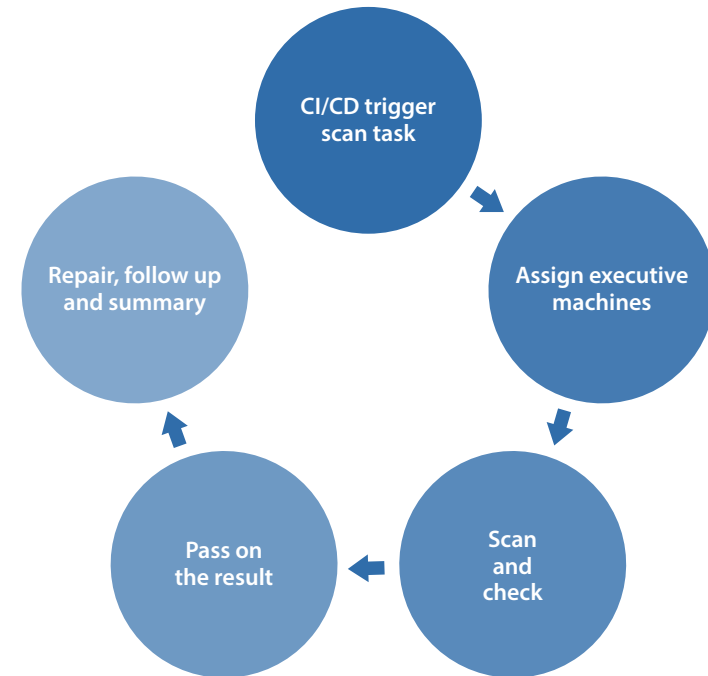 CI/CD trigger
scan task
Assign executive
machines
Scan
and
check
Pass on
the result
Repair, follow up
and summary